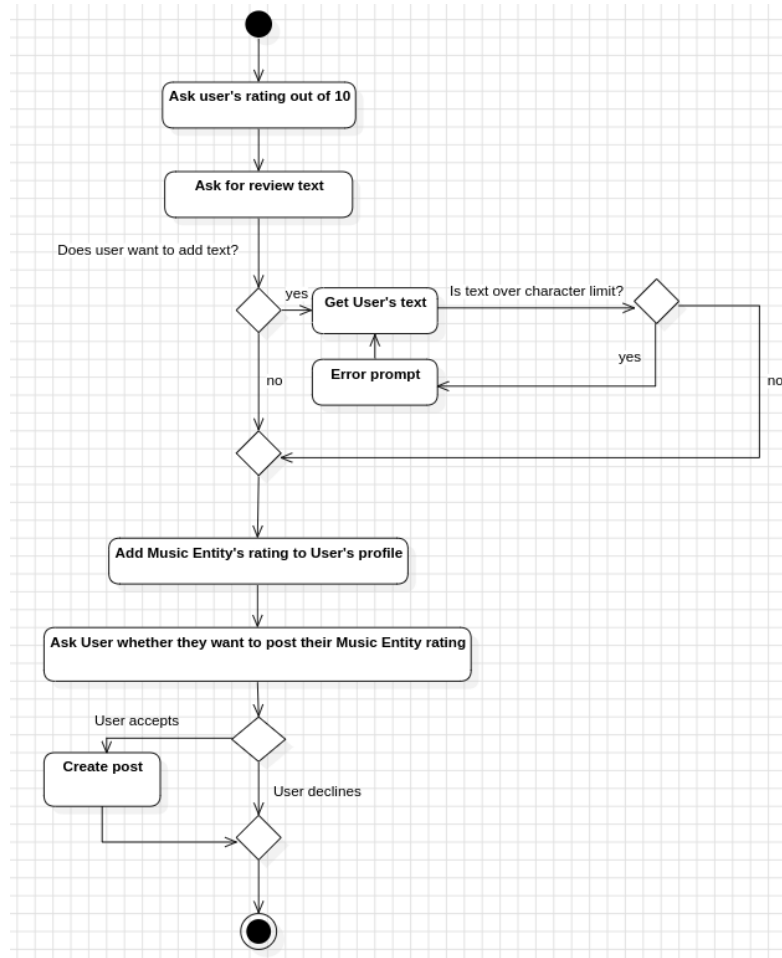 Ask user's rating out of 10
Ask for review text
Does user want to add text?
yes
Get User's text
Is text over character limit?
Error prompt
yes
no
no
Add Music Entity's rating to User's profile
Ask User whether they want to post their Music Entity rating
User accepts
Create post
User declines